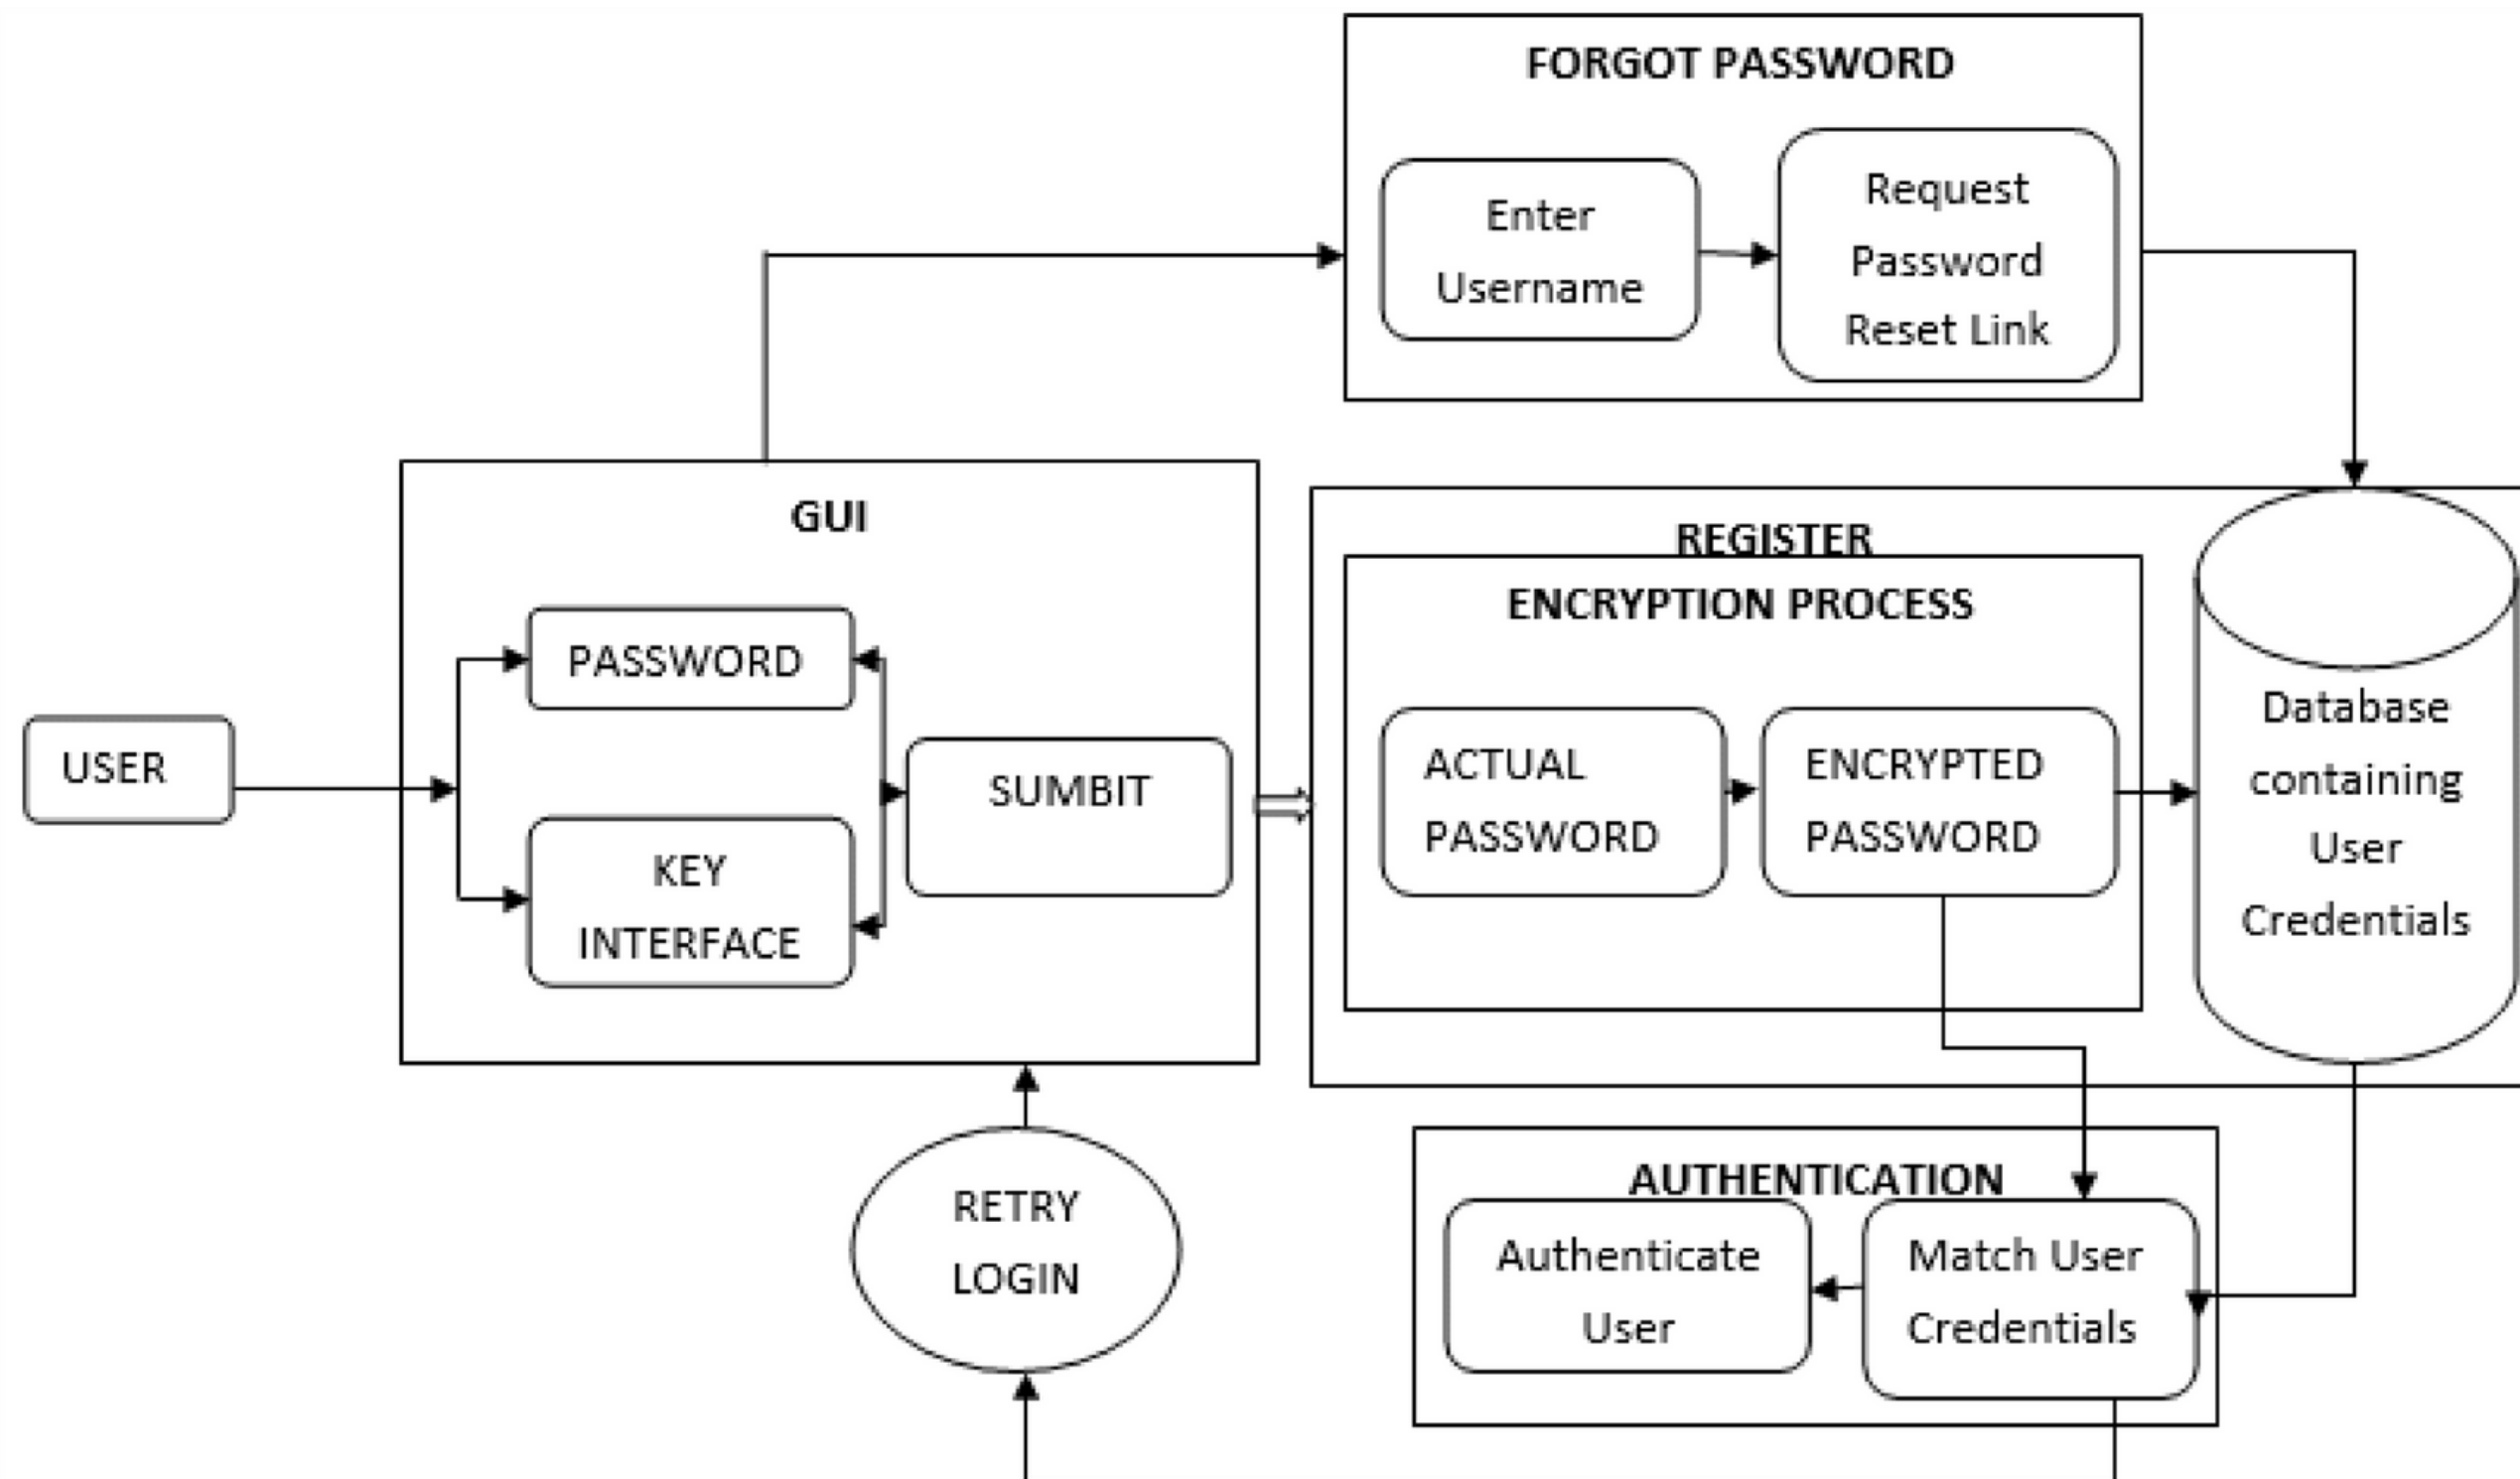 FORGOT PASSWORD
Enter
Username
Request
Password
Reset Link
GUI
PASSWORD
KEY
INTERFACE
SUMBIT
USER
REGISTER
ENCRYPTION PROCESS
ACTUAL
PASSWORD
ENCRYPTED
PASSWORD
Database
containing
User
Credentials
RETRY
LOGIN
AUTHENTICATION
Authenticate
User
Match User
Credentials